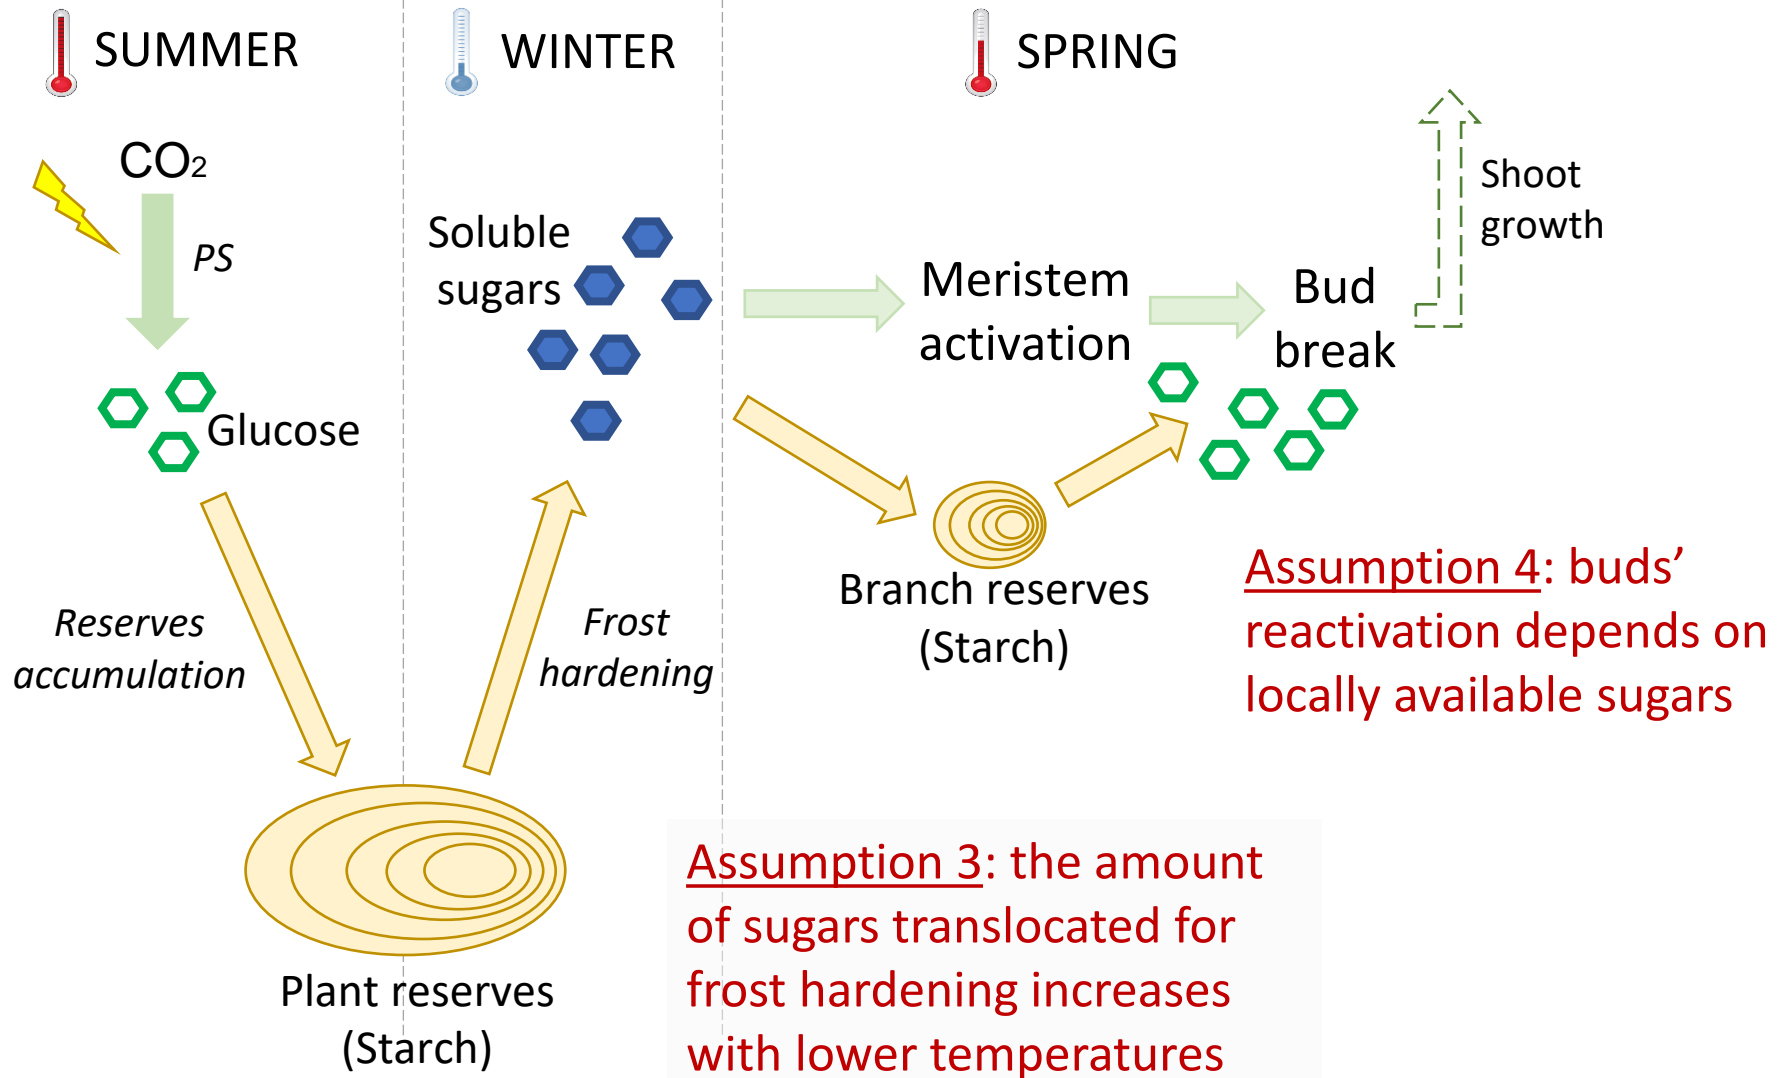 SUMMER
WINTER
SPRING
CO2
PS
Glucose
Reserves
accumulation
Plant reserves
(Starch)
Soluble
sugars
Frost
hardening
Meristem
activation
Bud
break
Shoot
growth
Branch reserves
(Starch)
Assumption 4: buds’
reactivation depends on
locally available sugars
Assumption 3: the amount
of sugars translocated for
frost hardening increases
with lower temperatures